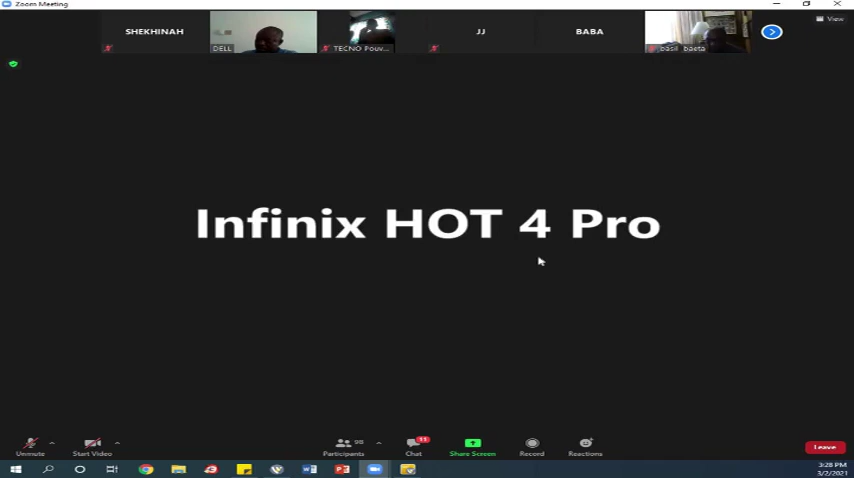 Zoom Meeting
SHEKHINAH
DELL
TECNO Pouv...
JJ
BABA
basil baeta
View
Infinix HOT 4 Pro
Unmute
Start Video
98
Participants
11
Chat
Share Screen
Record
Reactions
Leave
3:28 PM
3/2/2021